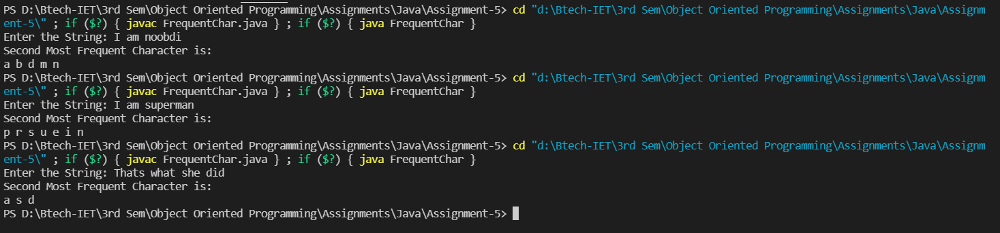 PS D:\Btech-IET\3rd Sem\Object Oriented Programming\Assignments\Java\Assignment-5> cd "d:\Btech-IET\3rd Sem\Object Oriented Programming\Assignments\Java\Assignm
ent-5\" ; if ($?) { javac FrequentChar.java } ; if ($?) { java FrequentChar }
Enter the String: I am noobdi
Second Most Frequent Character is:
a b d m n
PS D:\Btech-IET\3rd Sem\Object Oriented Programming\Assignments\Java\Assignment-5> cd "d:\Btech-IET\3rd Sem\Object Oriented Programming\Assignments\Java\Assignm
ent-5\" ; if ($?) { javac FrequentChar.java } ; if ($?) { java FrequentChar }
Enter the String: I am superman
Second Most Frequent Character is:
p r s u e i n
PS D:\Btech-IET\3rd Sem\Object Oriented Programming\Assignments\Java\Assignment-5> cd "d:\Btech-IET\3rd Sem\Object Oriented Programming\Assignments\Java\Assignm
ent-5\" ; if ($?) { javac FrequentChar.java } ; if ($?) { java FrequentChar }
Enter the String: Thats what she did
Second Most Frequent Character is:
a s d
PS D:\Btech-IET\3rd Sem\Object Oriented Programming\Assignments\Java\Assignment-5>